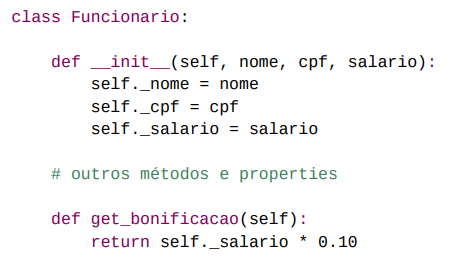 class Funcionario:
def __init__(self, nome, cpf, salario):
self._nome = nome
self._cpf = cpf
self._salario = salario
# outros métodos e properties
def get_bonificacao(self):
return self._salario * 0.10